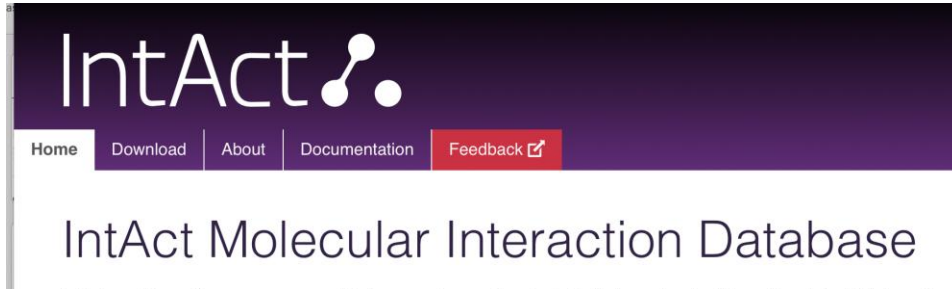 IntAct
Home Download About Documentation Feedback
IntAct Molecular Interaction Database